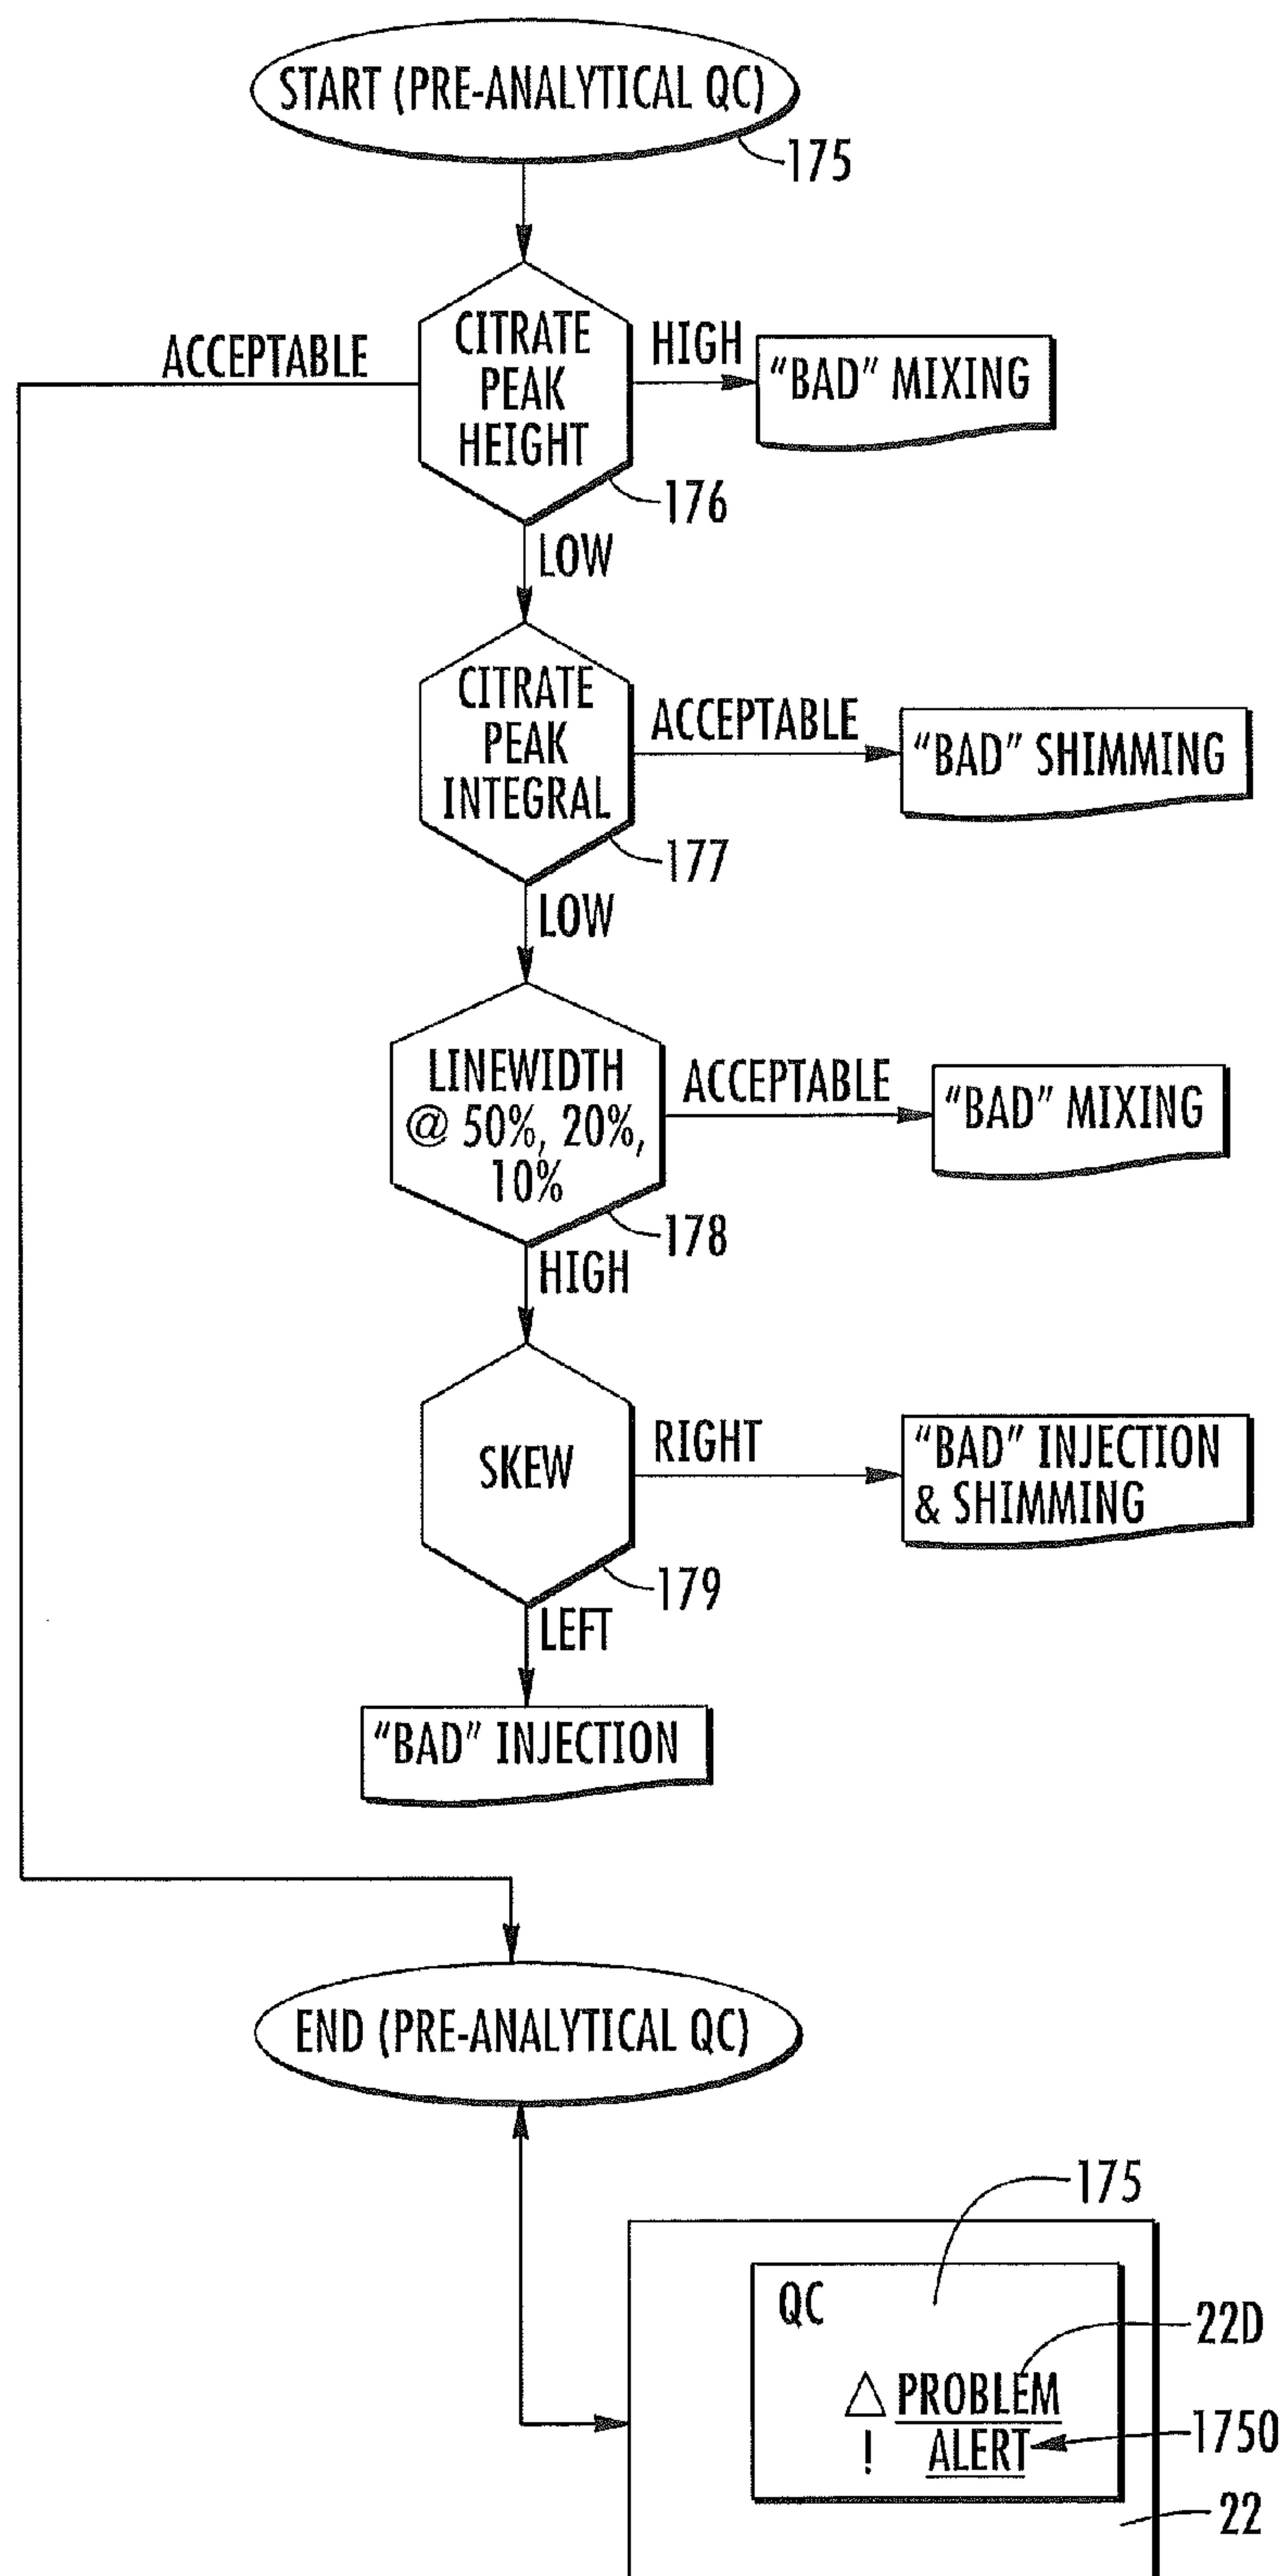 START (PRE-ANALYTICAL QC)
175
ACCEPTABLE
CITRATE
PEAK
HEIGHT
HIGH
"BAD" MIXING
176
LOW
CITRATE
PEAK
INTEGRAL
ACCEPTABLE
"BAD" SHIMMING
177
LOW
LINEWIDTH
@ 50%, 20%,
10%
ACCEPTABLE
"BAD" MIXING
178
HIGH
SKEW
RIGHT
"BAD" INJECTION
& SHIMMING
179
LEFT
"BAD" INJECTION
END (PRE-ANALYTICAL QC)
175
QC
22D
PROBLEM
! ALERT
1750
22